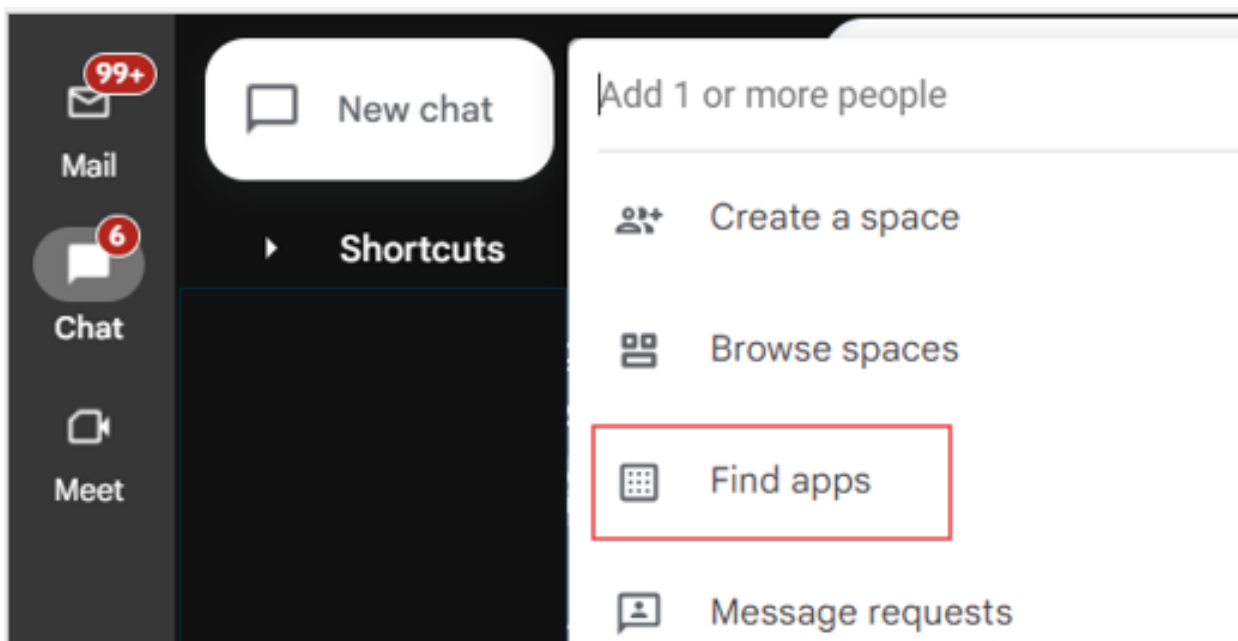 99+
Mail
6
Chat
Meet
New chat
Shortcuts
Add 1 or more people
Create a space
Browse spaces
Find apps
Message requests